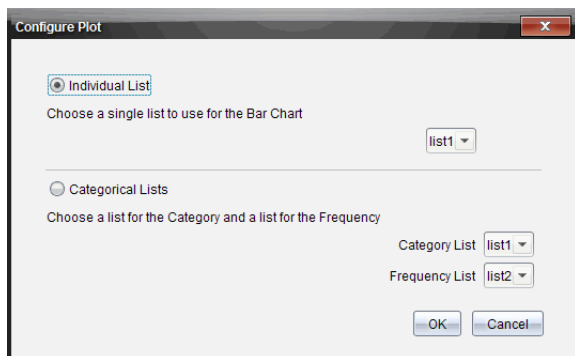 Configure Plot
Individual List
Choose a single list to use for the Bar Chart
list1
Categorical Lists
Choose a list for the Category and a list for the Frequency
Category List list1
Frequency List list2
OK Cancel